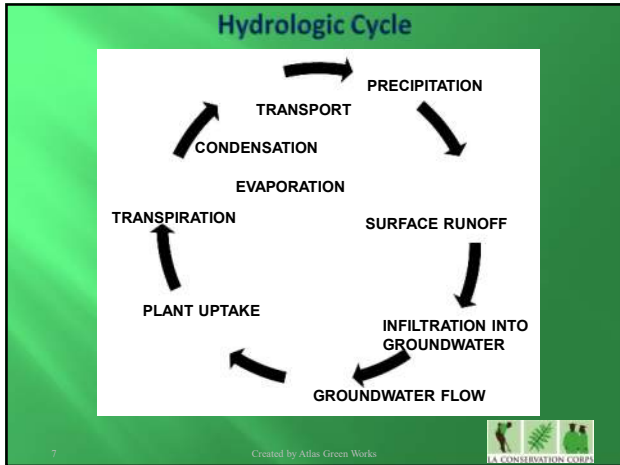 Hydrologic Cycle
PRECIPITATION
TRANSPORT
CONDENSATION
EVAPORATION
TRANSPIRATION
SURFACE RUNOFF
PLANT UPTAKE
INFILTRATION INTO
GROUNDWATER
GROUNDWATER FLOW
7
Created by Atlas Green Works
LA CONSERVATION CORPS